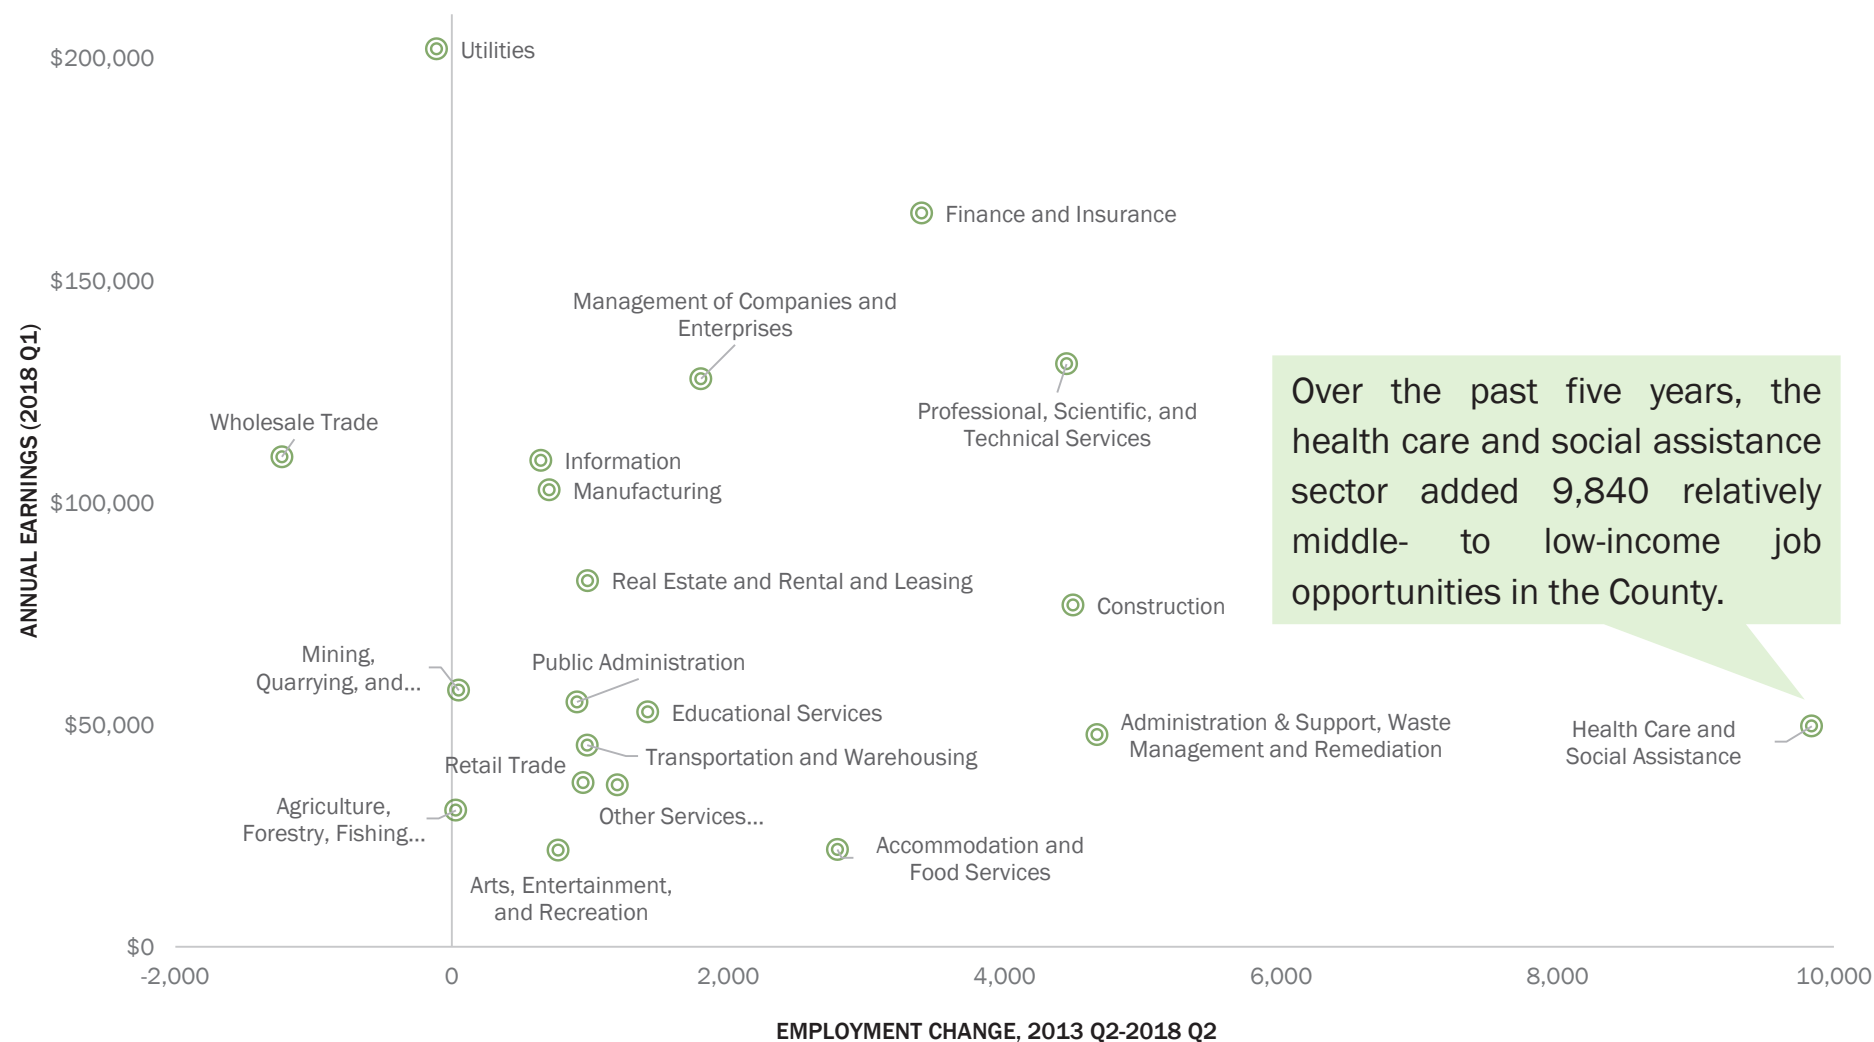 $200,000
Utilities
Finance and Insurance
$150,000
Management of Companies and
Enterprises
ANNUAL EARNINGS (2018 Q1)
Professional, Scientific, and
Technical Services
Over the past five years, the
health care and social assistance
sector added 9,840 relatively
middle- to low-income job
opportunities in the County.
Wholesale Trade
Information
Manufacturing
$100,000
Real Estate and Rental and Leasing
Construction
Mining,
Quarrying, and...
Public Administration
Educational Services
$50,000
Administration & Support, Waste
Management and Remediation
Health Care and
Social Assistance
Transportation and Warehousing
Retail Trade
Agriculture,
Forestry, Fishing...
Other Services...
Accommodation and
Food Services
Arts, Entertainment,
and Recreation
$0
-2,000
0
2,000
4,000
6,000
8,000
10,000
EMPLOYMENT CHANGE, 2013 Q2-2018 Q2